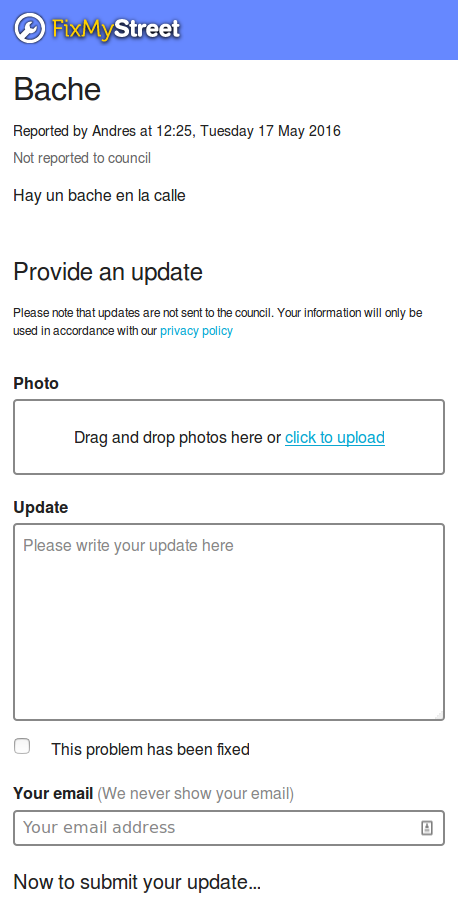 FixMyStreet
Bache
Reported by Andres at 12:25, Tuesday 17 May 2016
Not reported to council
Hay un bache en la calle
Provide an update
Please note that updates are not sent to the council. Your information will only be
used in accordance with our privacy policy
Photo
Drag and drop photos here or click to upload
Update
Please write your update here
This problem has been fixed
Your email (We never show your email)
Your email address
Now to submit your update...